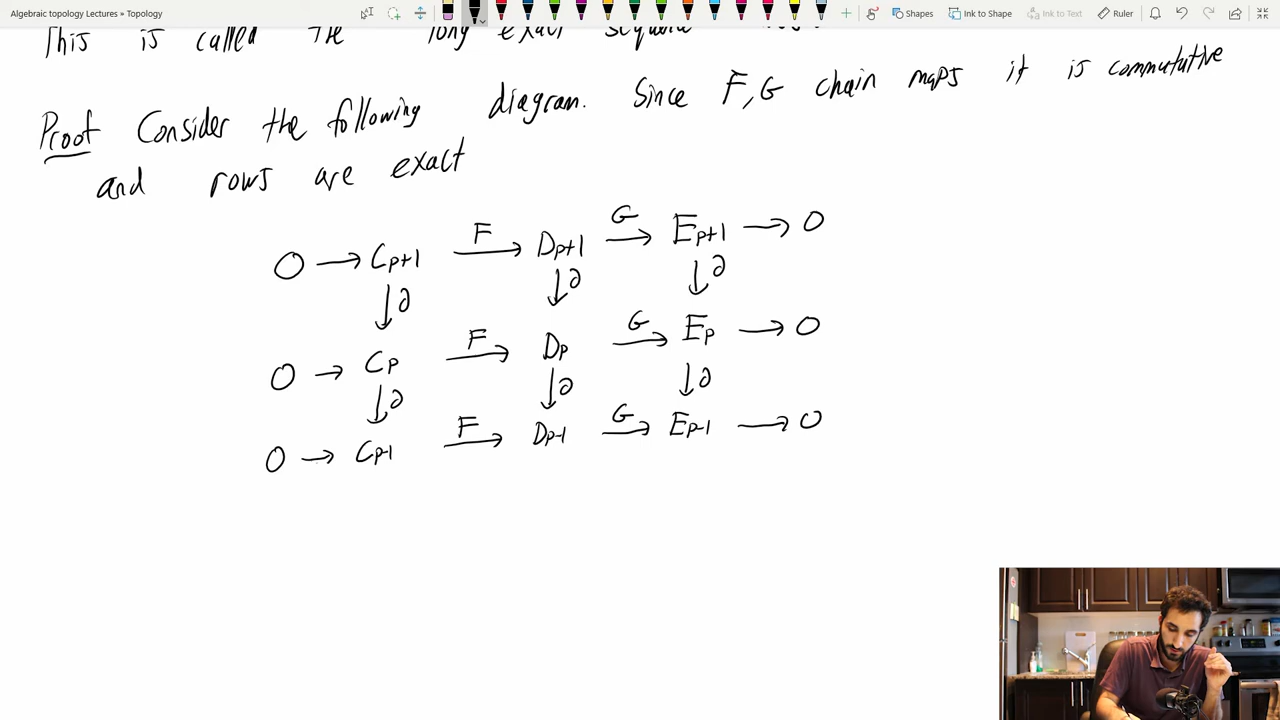 Algebraic topology Lectures » Topology
Shapes Ink to Shape Ink to Text Ruler
This is called the long exact
Proof Consider the following diagram. Since F, G chain maps it is commutative
and rows are exact
0 → Cp+1 F→ Dp+1 G→ Ep+1 → 0
↓∂ ↓∂ ↓∂
0 → Cp F→ Dp G→ Ep → 0
↓∂ ↓∂ ↓∂
0 → Cp-1 F→ Dp-1 G→ Ep-1 → 0